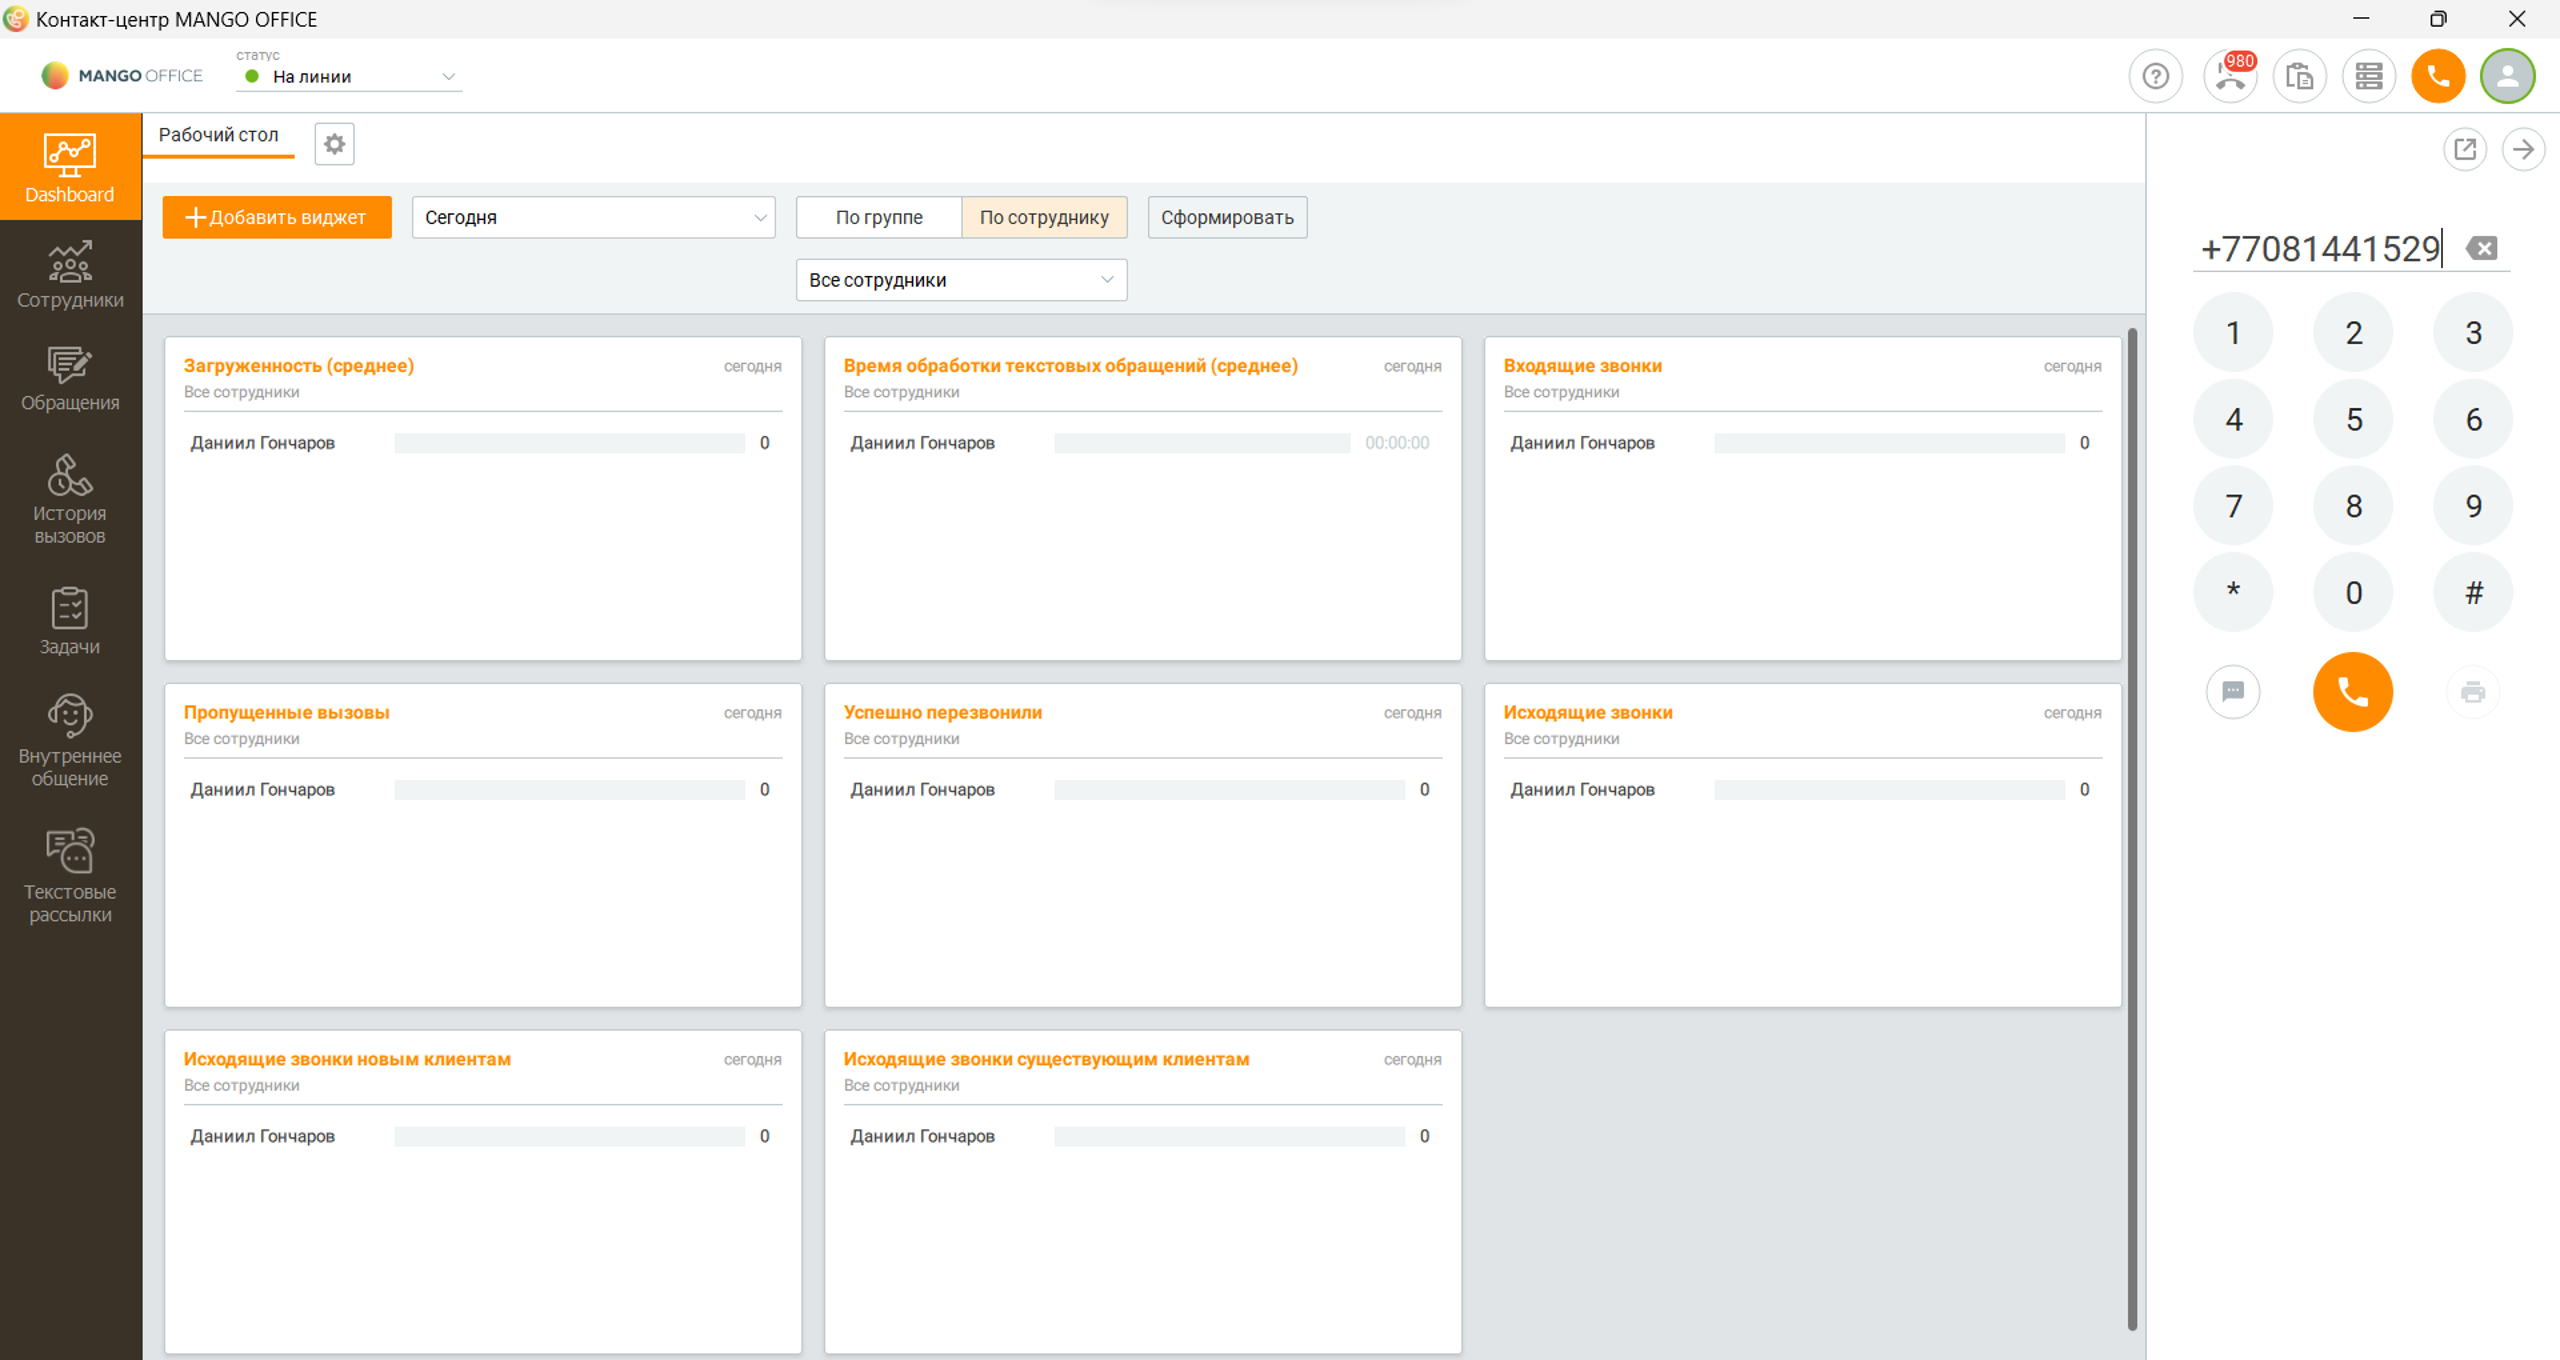 Контакт-центр MANGO OFFICE
MANGO OFFICE
статус
На линии
980
Dashboard
Сотрудники
Обращения
История
вызовов
Задачи
Внутреннее
общение
Текстовые
рассылки
Рабочий стол
Добавить виджет
Сегодня
По группе
По сотруднику
Сформировать
Все сотрудники
Загруженность (среднее) сегодня
Все сотрудники
Даниил Гончаров 0
Время обработки текстовых обращений (среднее) сегодня
Все сотрудники
Даниил Гончаров 00:00:00
Входящие звонки сегодня
Все сотрудники
Даниил Гончаров 0
Пропущенные вызовы сегодня
Все сотрудники
Даниил Гончаров 0
Успешно перезвонили сегодня
Все сотрудники
Даниил Гончаров 0
Исходящие звонки сегодня
Все сотрудники
Даниил Гончаров 0
Исходящие звонки новым клиентам сегодня
Все сотрудники
Даниил Гончаров 0
Исходящие звонки существующим клиентам сегодня
Все сотрудники
Даниил Гончаров 0
+77081441529
1 2 3
4 5 6
7 8 9
* 0 #